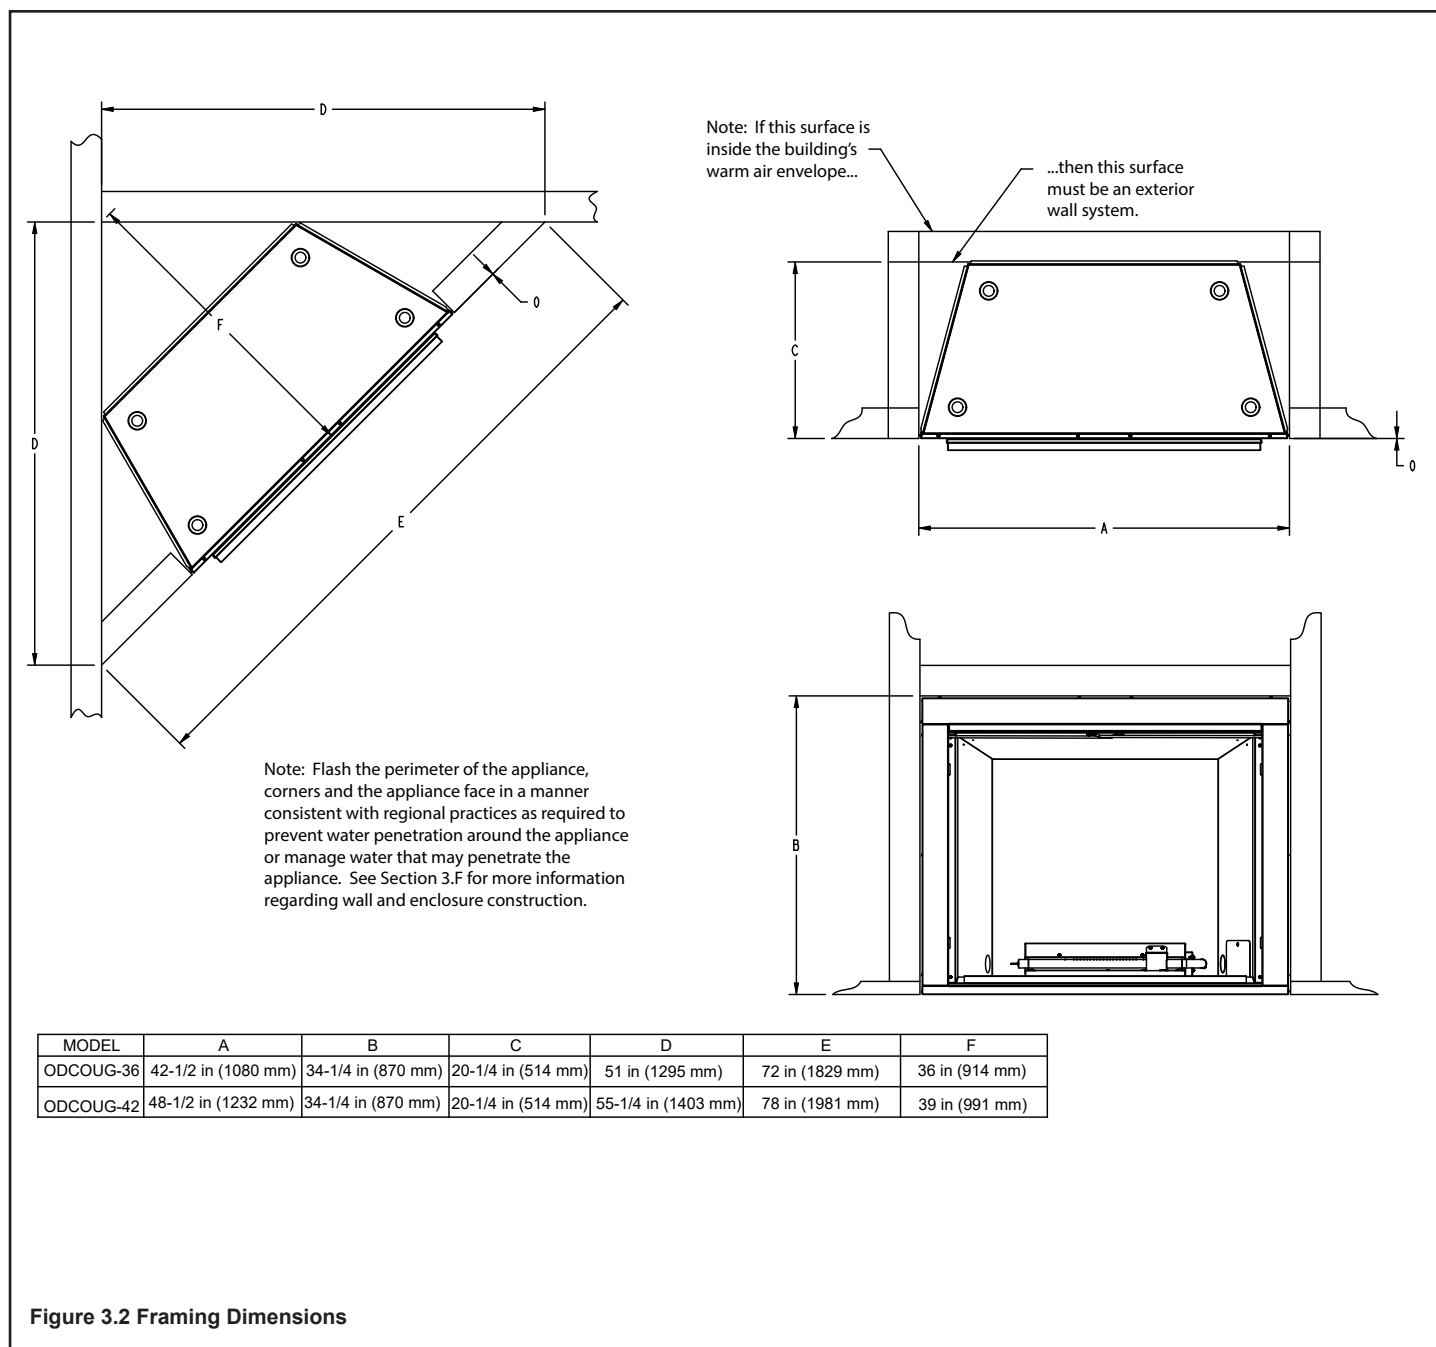 D
Note: If this surface is
inside the building's
warm air envelope...
...then this surface
must be an exterior
wall system.
0
F
C
D
0
E
A
Note: Flash the perimeter of the appliance,
corners and the appliance face in a manner
consistent with regional practices as required to
prevent water penetration around the appliance
or manage water that may penetrate the
appliance. See Section 3.F for more information
regarding wall and enclosure construction.
B
MODEL A B C D E F
ODCOUG-36 42-1/2 in (1080 mm) 34-1/4 in (870 mm) 20-1/4 in (514 mm) 51 in (1295 mm) 72 in (1829 mm) 36 in (914 mm)
ODCOUG-42 48-1/2 in (1232 mm) 34-1/4 in (870 mm) 20-1/4 in (514 mm) 55-1/4 in (1403 mm) 78 in (1981 mm) 39 in (991 mm)
Figure 3.2 Framing Dimensions